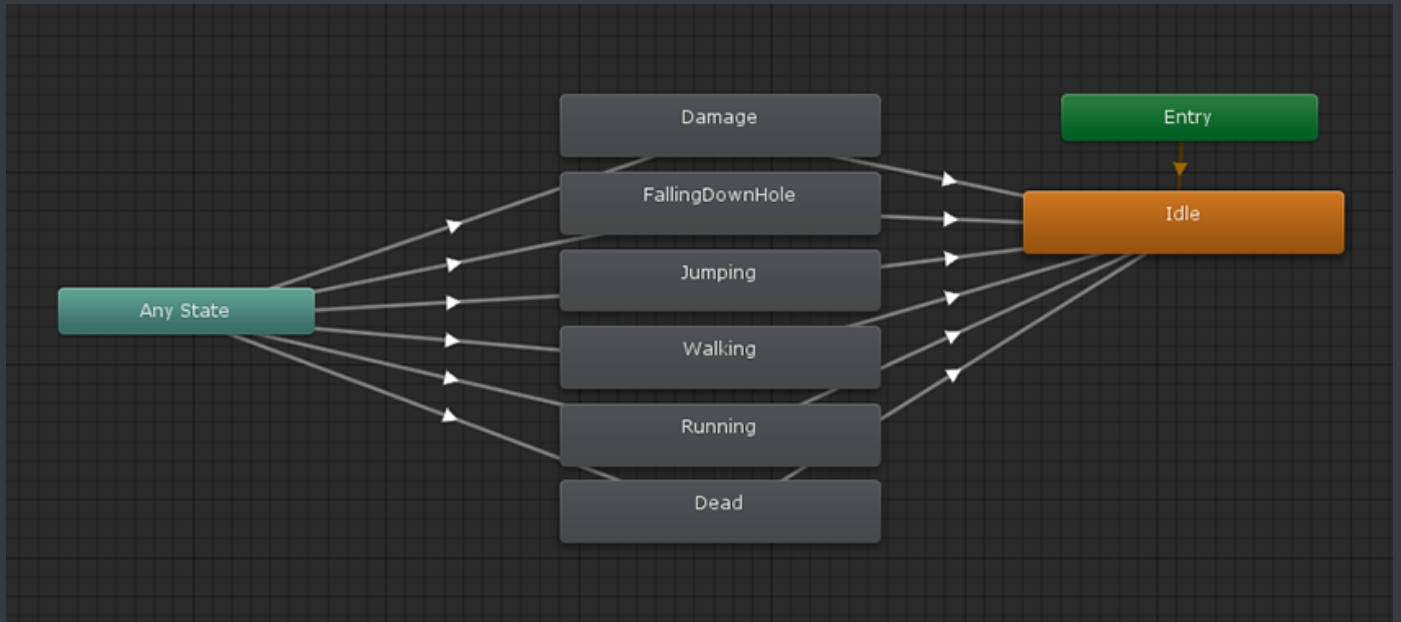 Damage
Entry
FallingDownHole
Idle
Jumping
Any State
Walking
Running
Dead